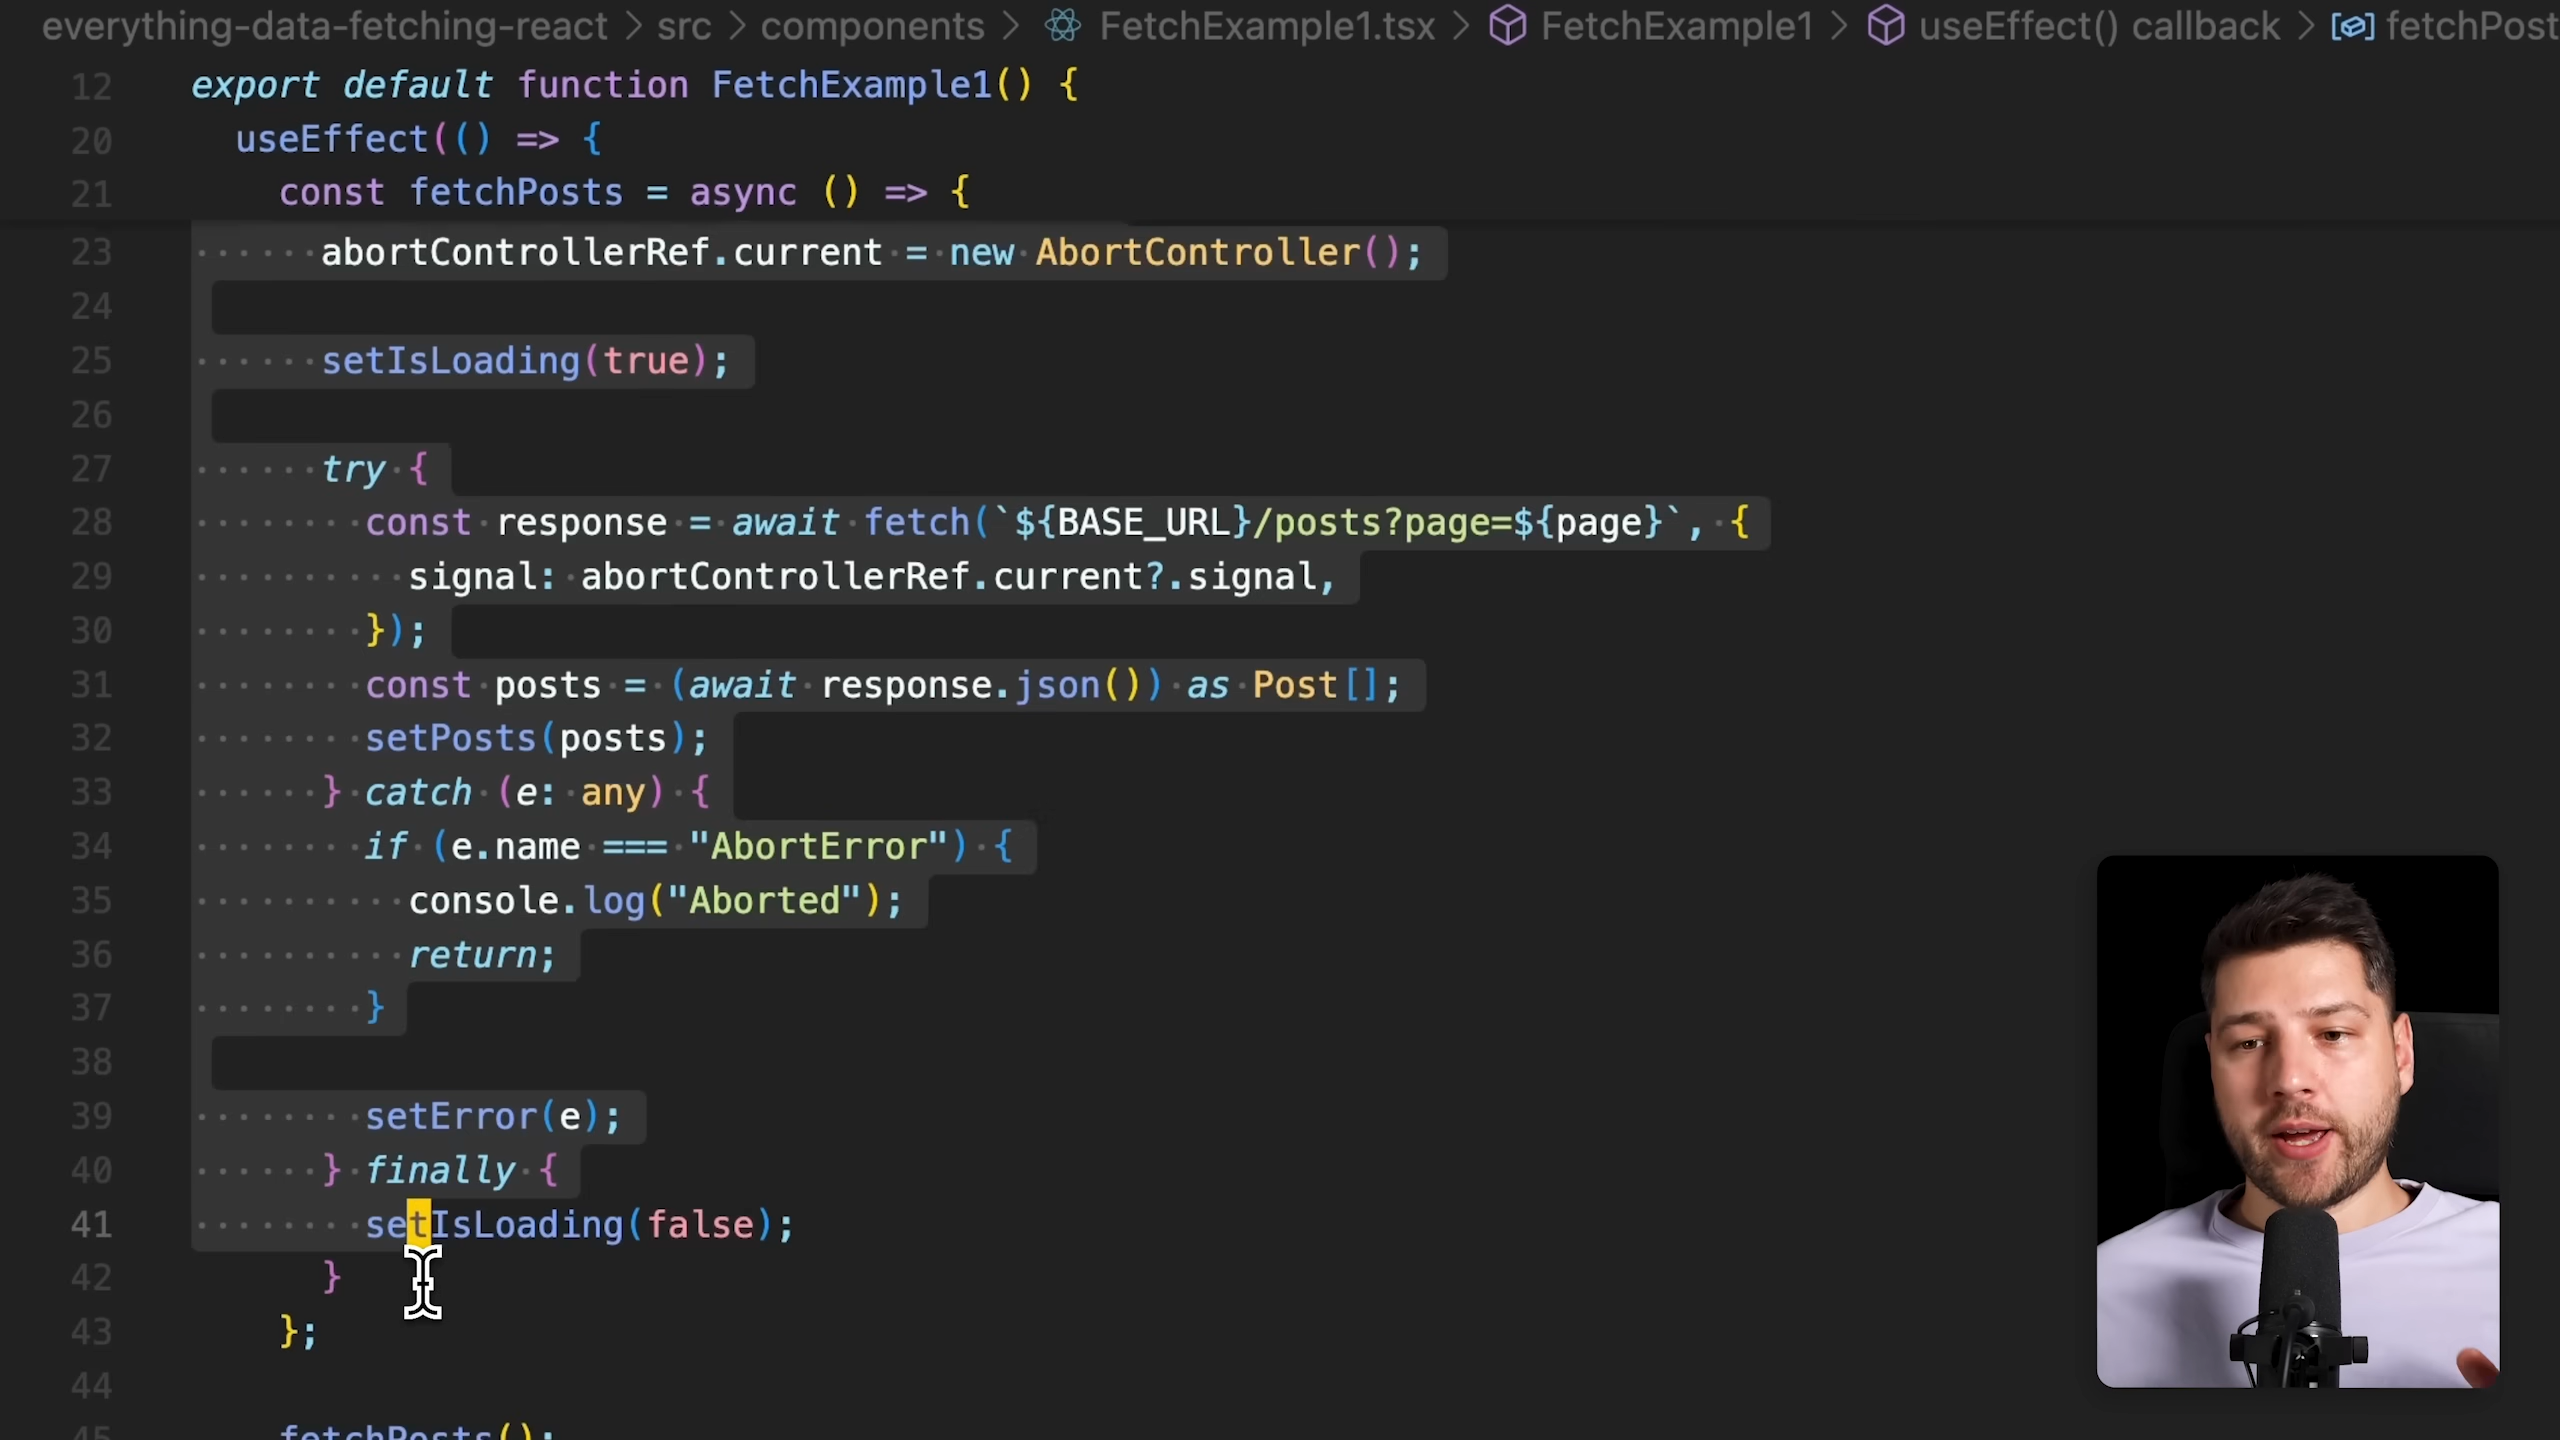 everything-data-fetching-react > src > components > FetchExample1.tsx > FetchExample1 > useEffect() callback > fetchPost
12 export default function FetchExample1() {
20 useEffect(() => {
21 const fetchPosts = async () => {
23 abortControllerRef.current = new AbortController();
24
25 setIsLoading(true);
26
27 try {
28 const response = await fetch(`${BASE_URL}/posts?page=${page}`, {
29 signal: abortControllerRef.current?.signal,
30 });
31 const posts = (await response.json()) as Post[];
32 setPosts(posts);
33 } catch (e: any) {
34 if (e.name === "AbortError") {
35 console.log("Aborted");
36 return;
37 }
38
39 setError(e);
40 } finally {
41 setIsLoading(false);
42 }
43 };
44
45 fetchPosts();